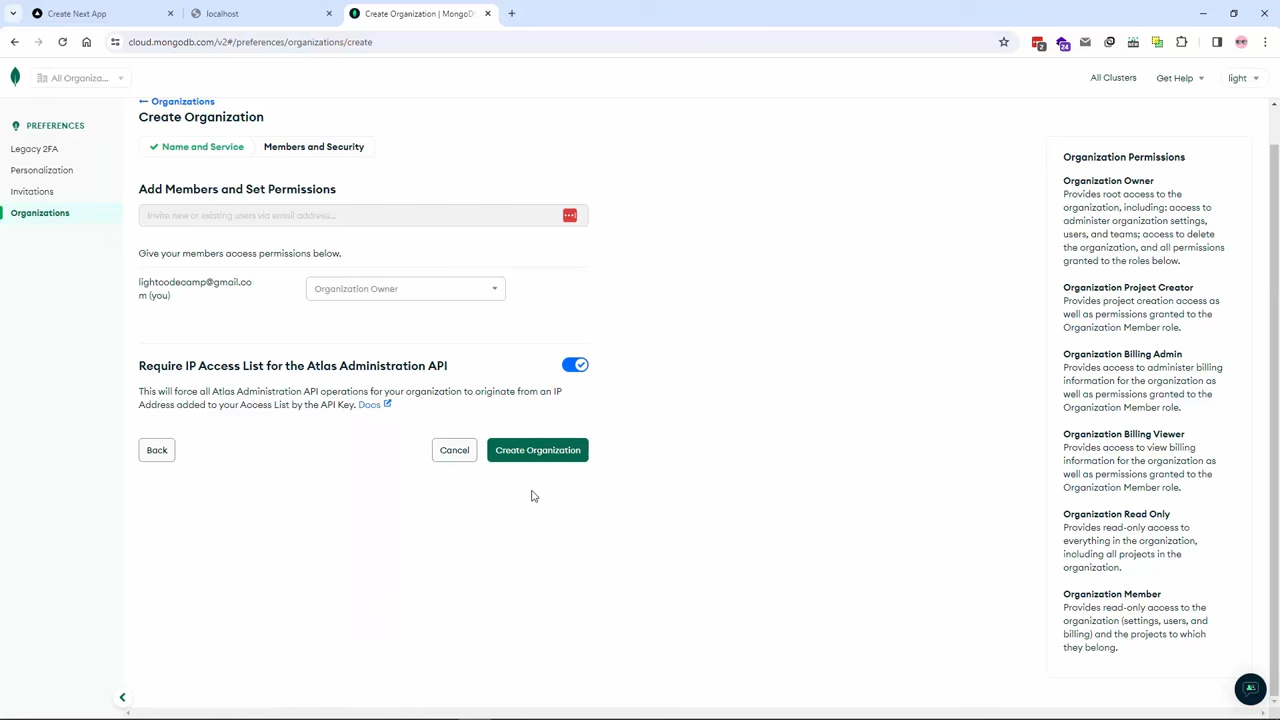 Create Next App
localhost
Create Organization | MongoD
cloud.mongodb.com/v2#/preferences/organizations/create
2
24
All Organiza...
All Clusters
Get Help
light
PREFERENCES
Legacy 2FA
Personalization
Invitations
Organizations
← Organizations
Create Organization
Name and Service
Members and Security
Add Members and Set Permissions
Invite new or existing users via email address...
Give your members access permissions below.
lightcodecamp@gmail.co
m (you)
Organization Owner
Require IP Access List for the Atlas Administration API
This will force all Atlas Administration API operations for your organization to originate from an IP
Address added to your Access List by the API Key. Docs
Back
Cancel
Create Organization
Organization Permissions
Organization Owner
Provides root access to the
organization, including: access to
administer organization settings,
users, and teams; access to delete
the organization, and all permissions
granted to the roles below.
Organization Project Creator
Provides project creation access as
well as permissions granted to the
Organization Member role.
Organization Billing Admin
Provides access to administer billing
information for the organization as
well as permissions granted to the
Organization Member role.
Organization Billing Viewer
Provides access to view billing
information for the organization as
well as permissions granted to the
Organization Member role.
Organization Read Only
Provides read-only access to
everything in the organization,
including all projects in the
organization.
Organization Member
Provides read-only access to the
organization (settings, users, and
billing) and the projects to which
they belong.